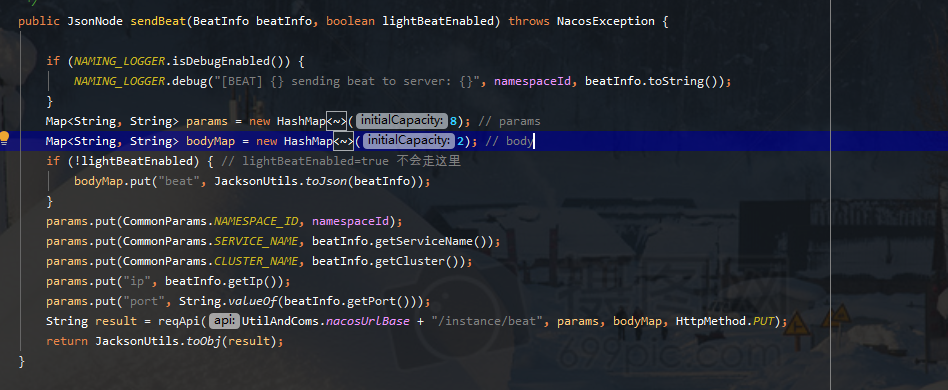 */
public JsonNode sendBeat(BeatInfo beatInfo, boolean lightBeatEnabled) throws NacosException {
if (NAMING_LOGGER.isDebugEnabled()) {
NAMING_LOGGER.debug("[BEAT] {} sending beat to server: {}", namespaceId, beatInfo.toString());
}
Map<String, String> params = new HashMap<~>( initialCapacity: 8); // params
Map<String, String> bodyMap = new HashMap<~>( initialCapacity: 2); // body
if (!lightBeatEnabled) { // lightBeatEnabled=true 不会走这里
bodyMap.put("beat", JacksonUtils.toJson(beatInfo));
}
params.put(CommonParams.NAMESPACE_ID, namespaceId);
params.put(CommonParams.SERVICE_NAME, beatInfo.getServiceName());
params.put(CommonParams.CLUSTER_NAME, beatInfo.getCluster());
params.put("ip", beatInfo.getIp());
params.put("port", String.valueOf(beatInfo.getPort()));
String result = reqApi( api: UtilAndComs.nacosUrlBase + "/instance/beat", params, bodyMap, HttpMethod.PUT);
return JacksonUtils.toObj(result);
}
699pic.com